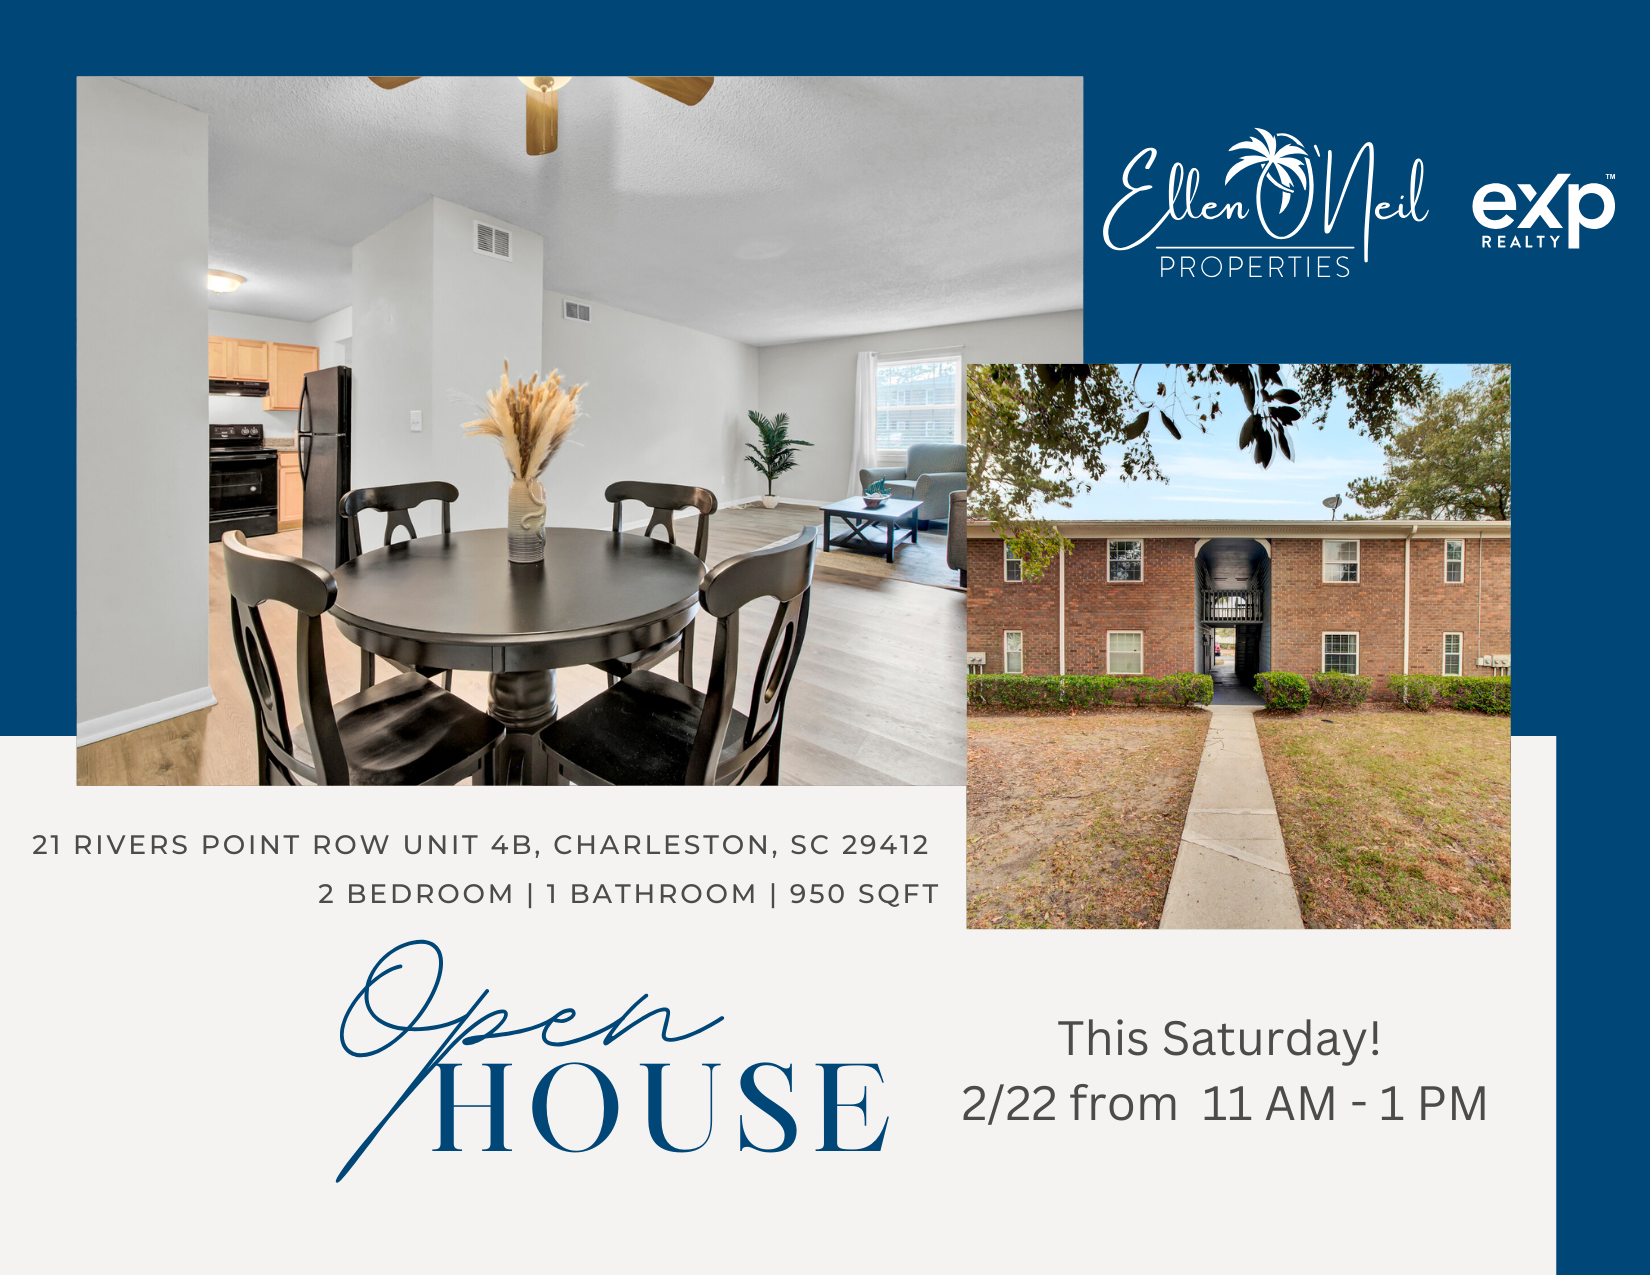 Ellen O'Neil
PROPERTIES
eXp™
REALTY
21 RIVERS POINT ROW UNIT 4B, CHARLESTON, SC 29412
2 BEDROOM | 1 BATHROOM | 950 SQFT
Open
HOUSE
This Saturday!
2/22 from 11 AM - 1 PM